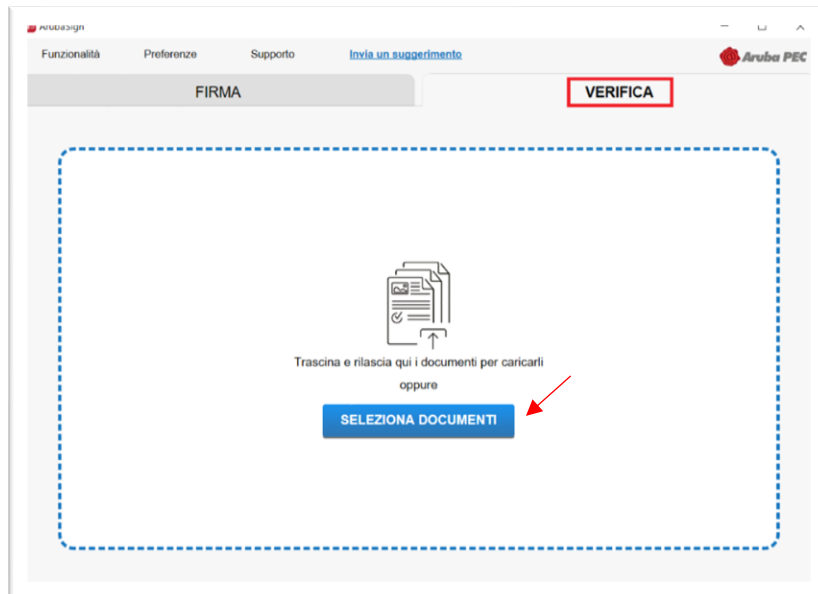 ArubaSign
Funzionalità Preferenze Supporto Invia un suggerimento Aruba PEC
FIRMA VERIFICA
Trascina e rilascia qui i documenti per caricarli
oppure
SELEZIONA DOCUMENTI